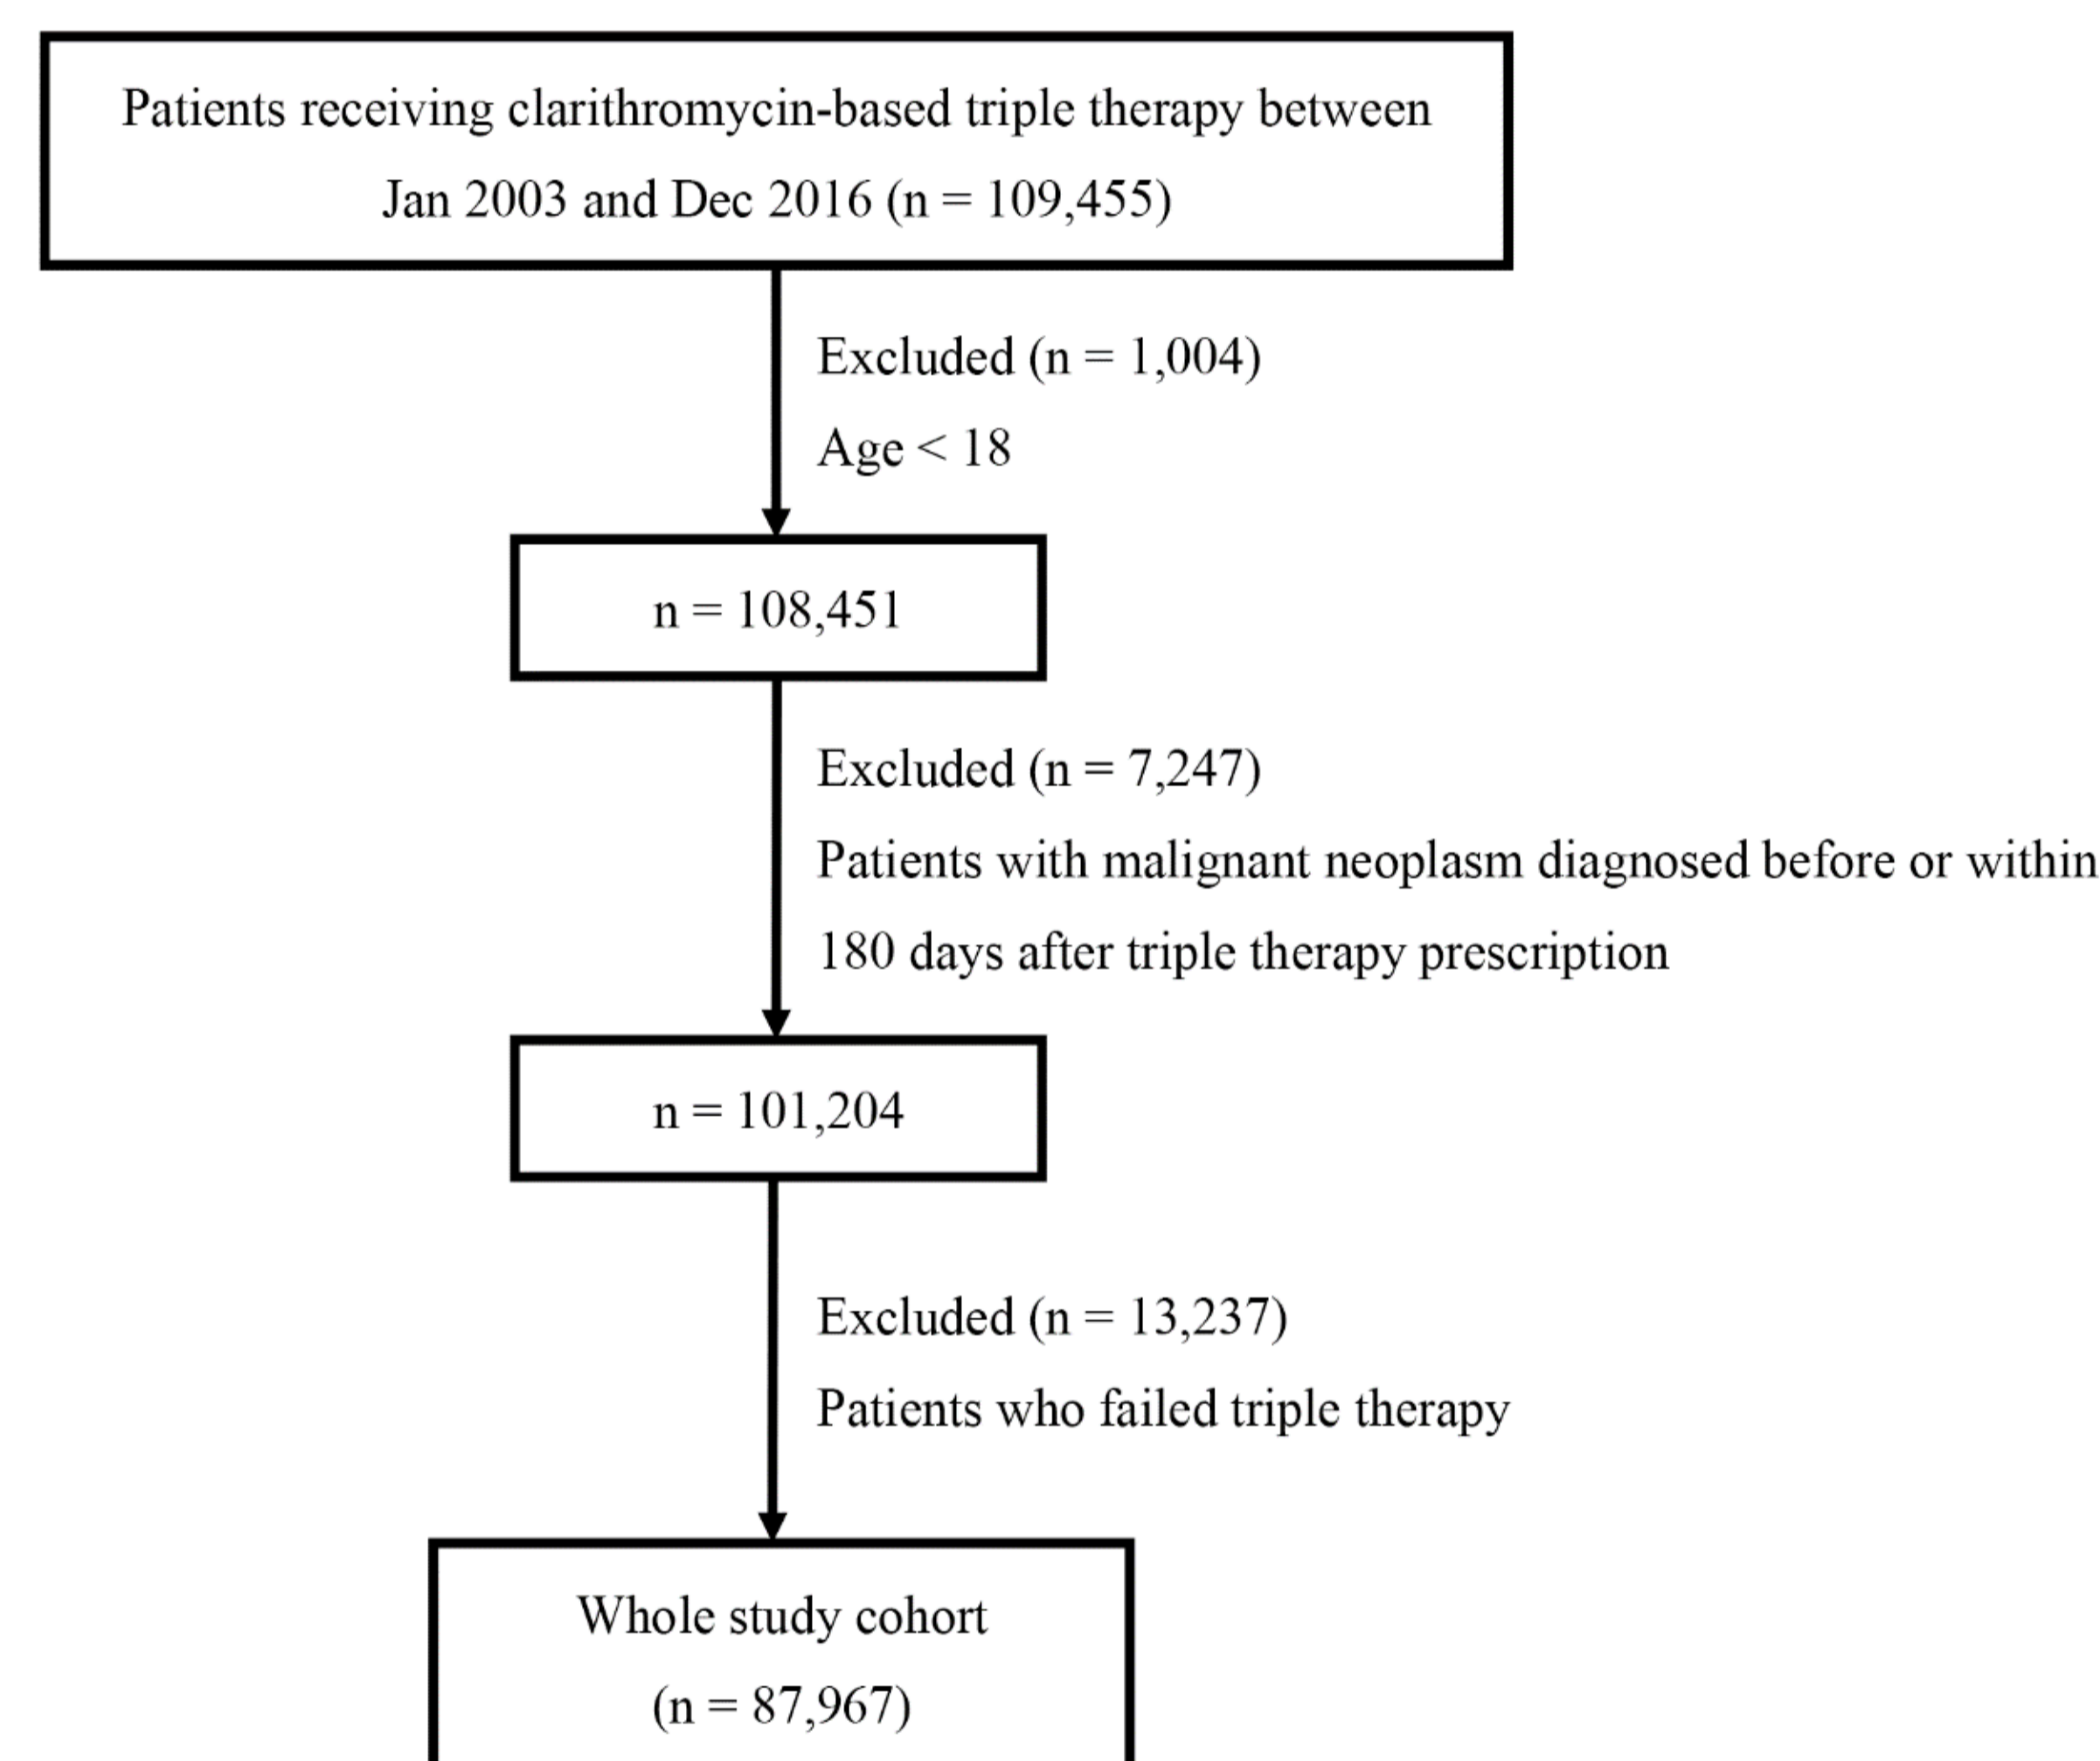 Patients receiving clarithromycin-based triple therapy between
Jan 2003 and Dec 2016 (n = 109,455)
Excluded (n = 1,004)
Age < 18
n = 108,451
Excluded (n = 7,247)
Patients with malignant neoplasm diagnosed before or within
180 days after triple therapy prescription
n = 101,204
Excluded (n = 13,237)
Patients who failed triple therapy
Whole study cohort
(n = 87,967)